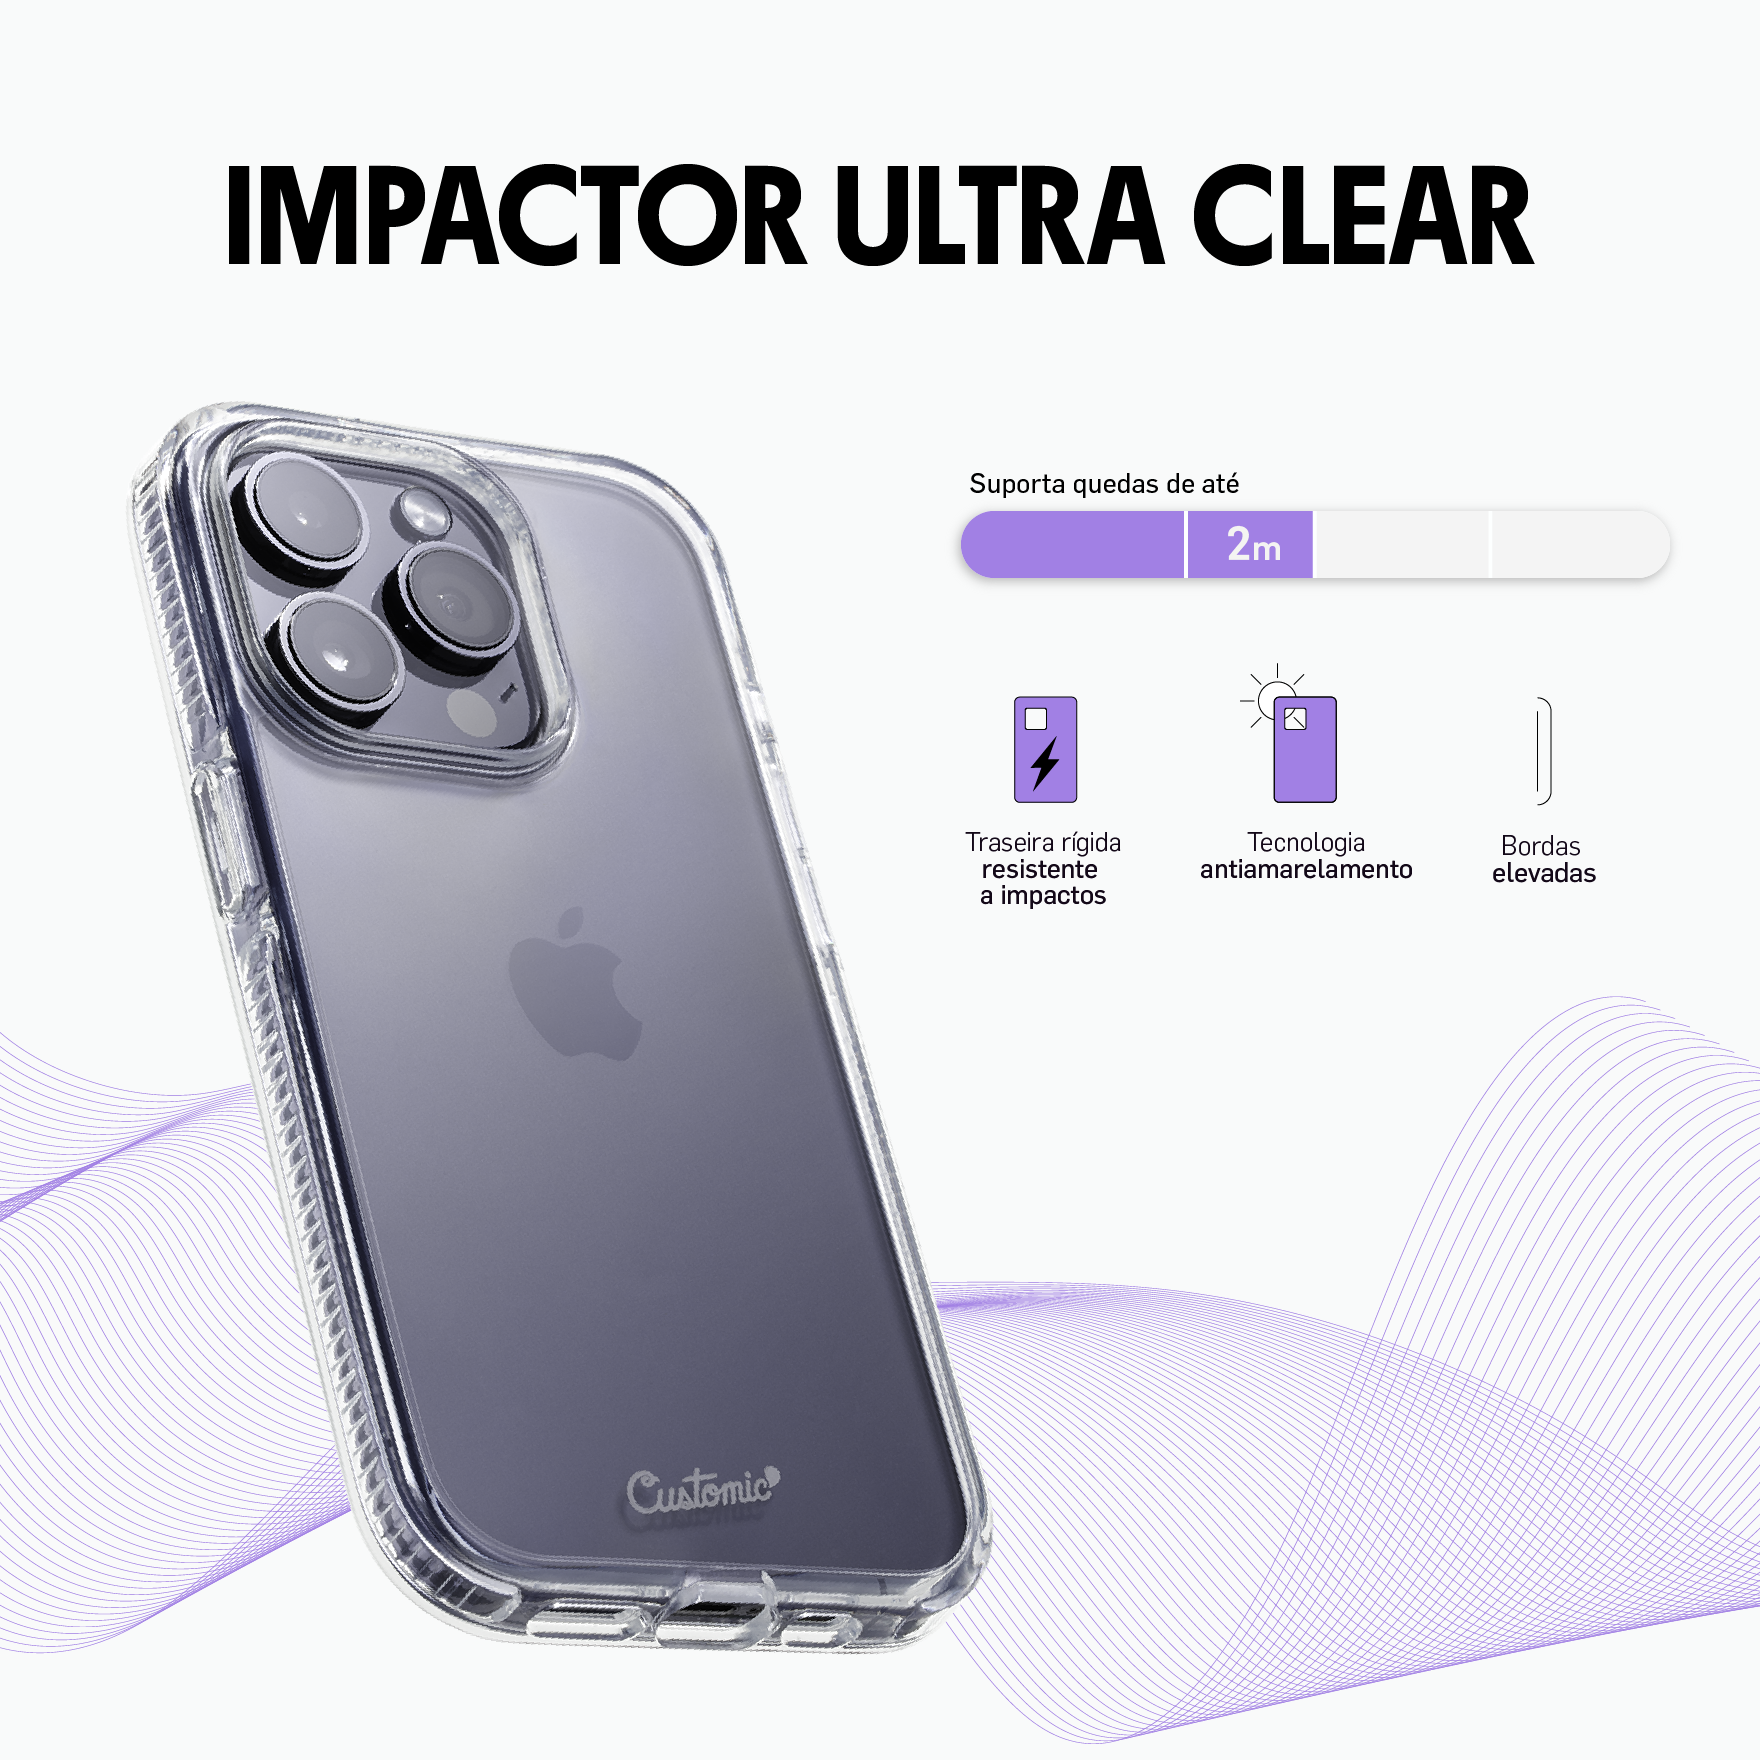 IMPACTOR ULTRA CLEAR
Suporta quedas de até
2m
Traseira rígida
resistente
a impactos
Tecnologia
antiamarelamento
Bordas
elevadas
Customic